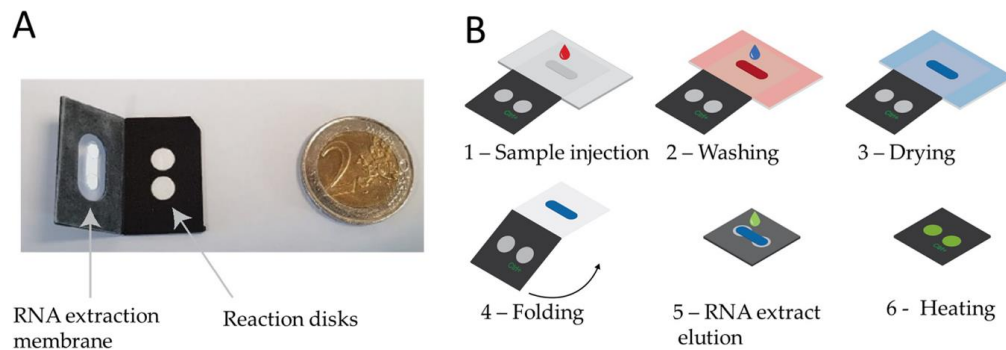 A
B
2
RNA extraction
membrane
Reaction disks
1 – Sample injection
2 – Washing
3 – Drying
4 – Folding
5 – RNA extract
elution
6 - Heating